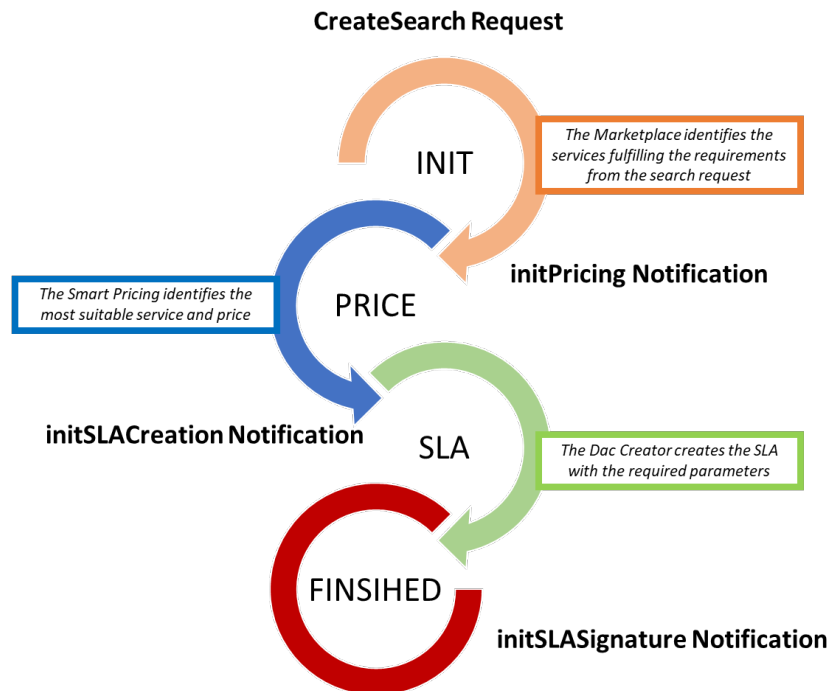 CreateSearch Request
INIT
The Marketplace identifies the
services fulfilling the requirements
from the search request
initPricing Notification
The Smart Pricing identifies the
most suitable service and price
PRICE
initSLACreation Notification
SLA
The Dac Creator creates the SLA
with the required parameters
FINSIHED
initSLASignature Notification